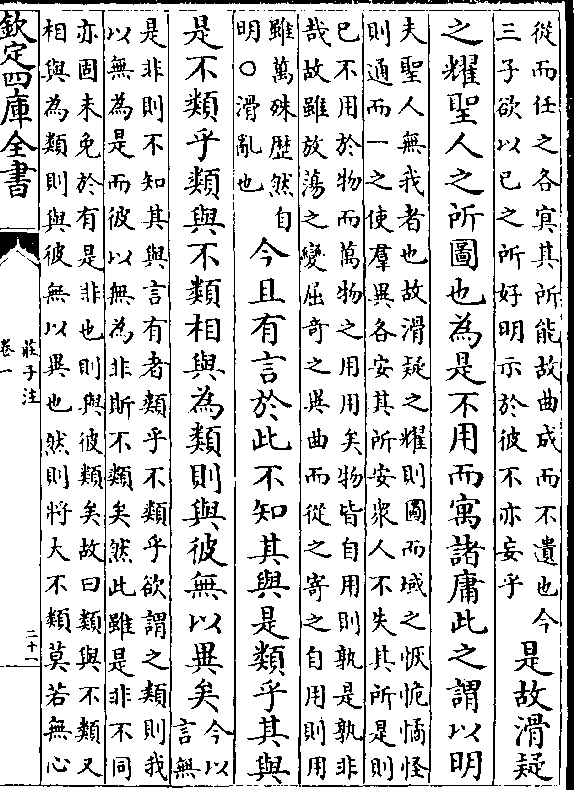 從而任之各冥其所能故曲成而不遺也今
三子欲以已之所好明示於彼不亦妄乎
是故滑疑
之耀聖人之所圖也為是不用而寓諸庸此之謂以明
夫聖人無我者也故滑疑之耀則圖而域之恢恑憰怪
則通而一之使羣異各安其所安衆人不失其所是則
已不用於物而萬物之用用矣物皆自用則孰是孰非
哉故雖放蕩之變屈奇之異曲而從之寄之自用則用
雖萬殊歴然自
明○滑亂也
今且有言於此不知其與是類乎其與
是不類乎類與不類相與為類則與彼無以異矣
今以
言無
是非則不知其與言有者類乎不類乎欲謂之類則我
以無為是而彼以無為非斯不類矣然此雖是非不同
亦固未免於有是非也則與彼類矣故曰類與不類又
相與為類則與彼無以異也然則將大不類莫若無心
欽定四庫全書
莊子注
卷一
二十一